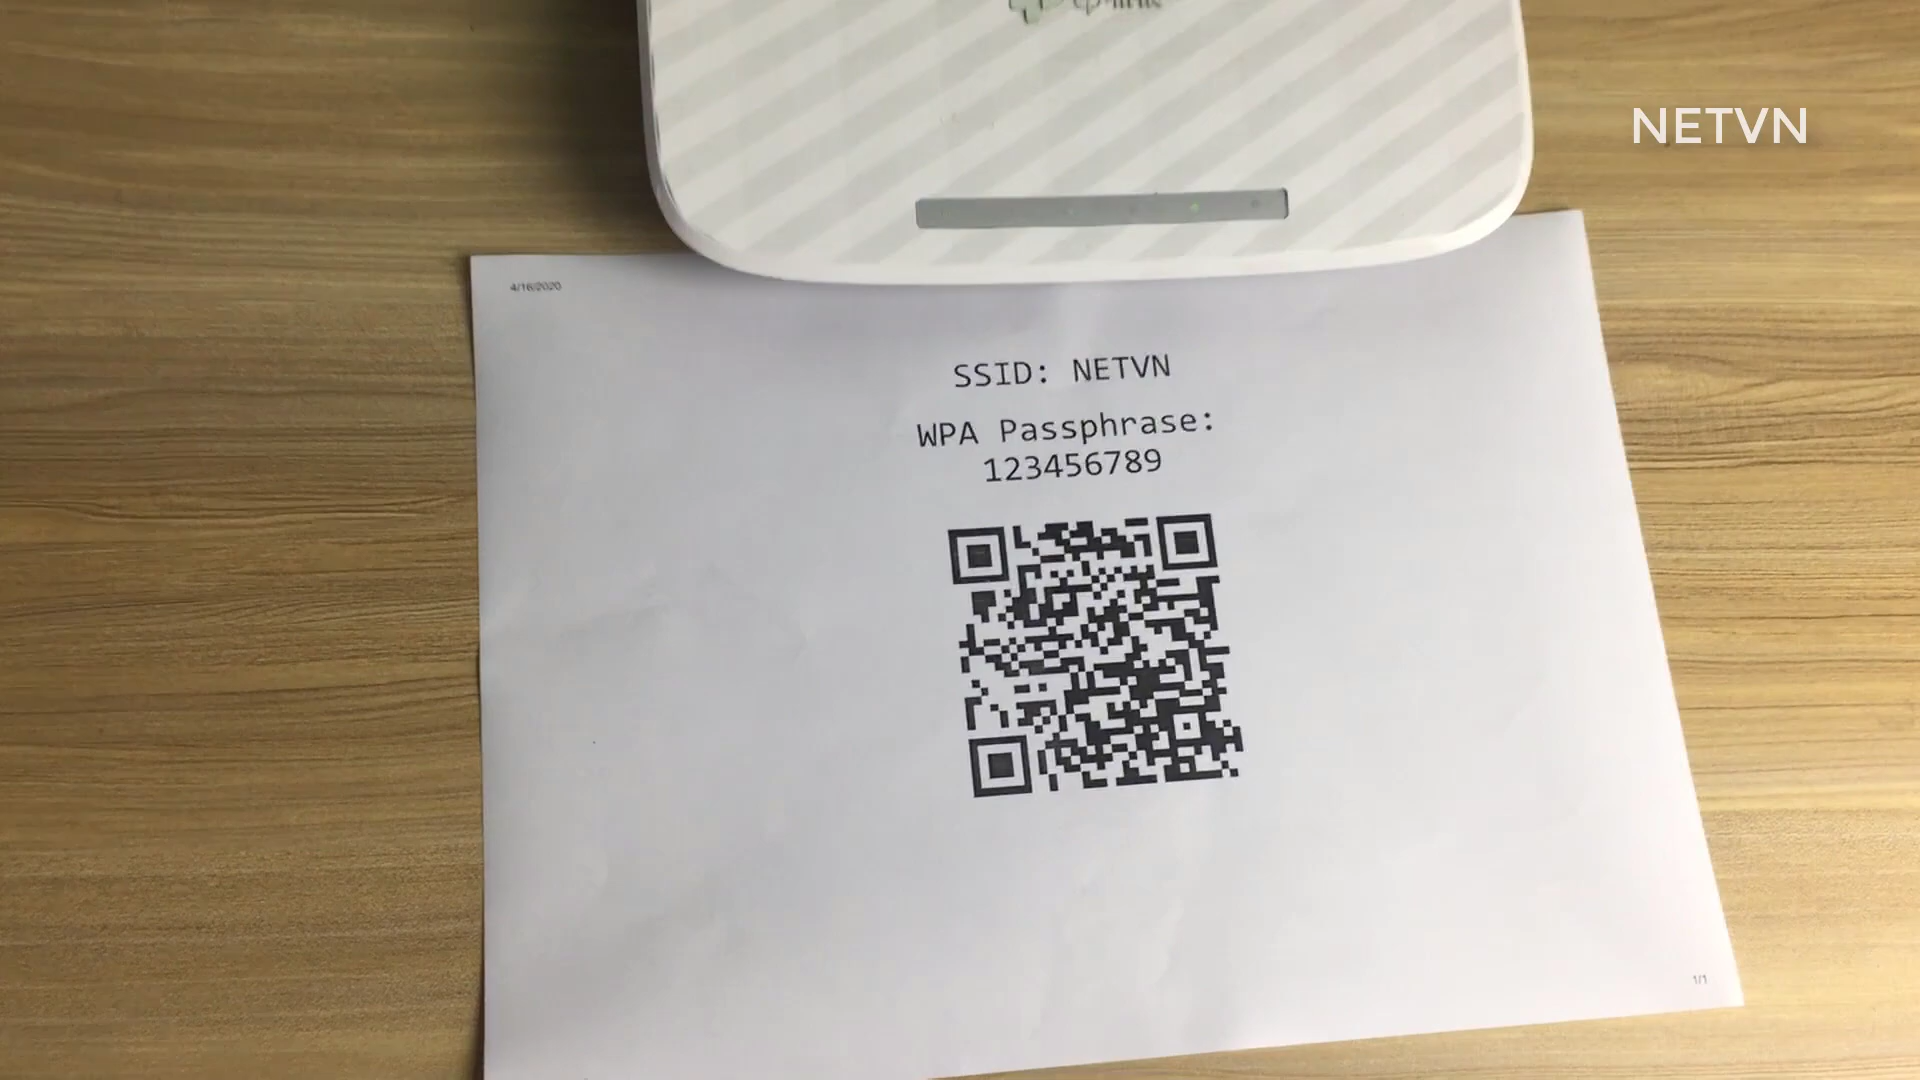 NETVN
4/16/2020
SSID: NETVN
WPA Passphrase:
123456789
1/1